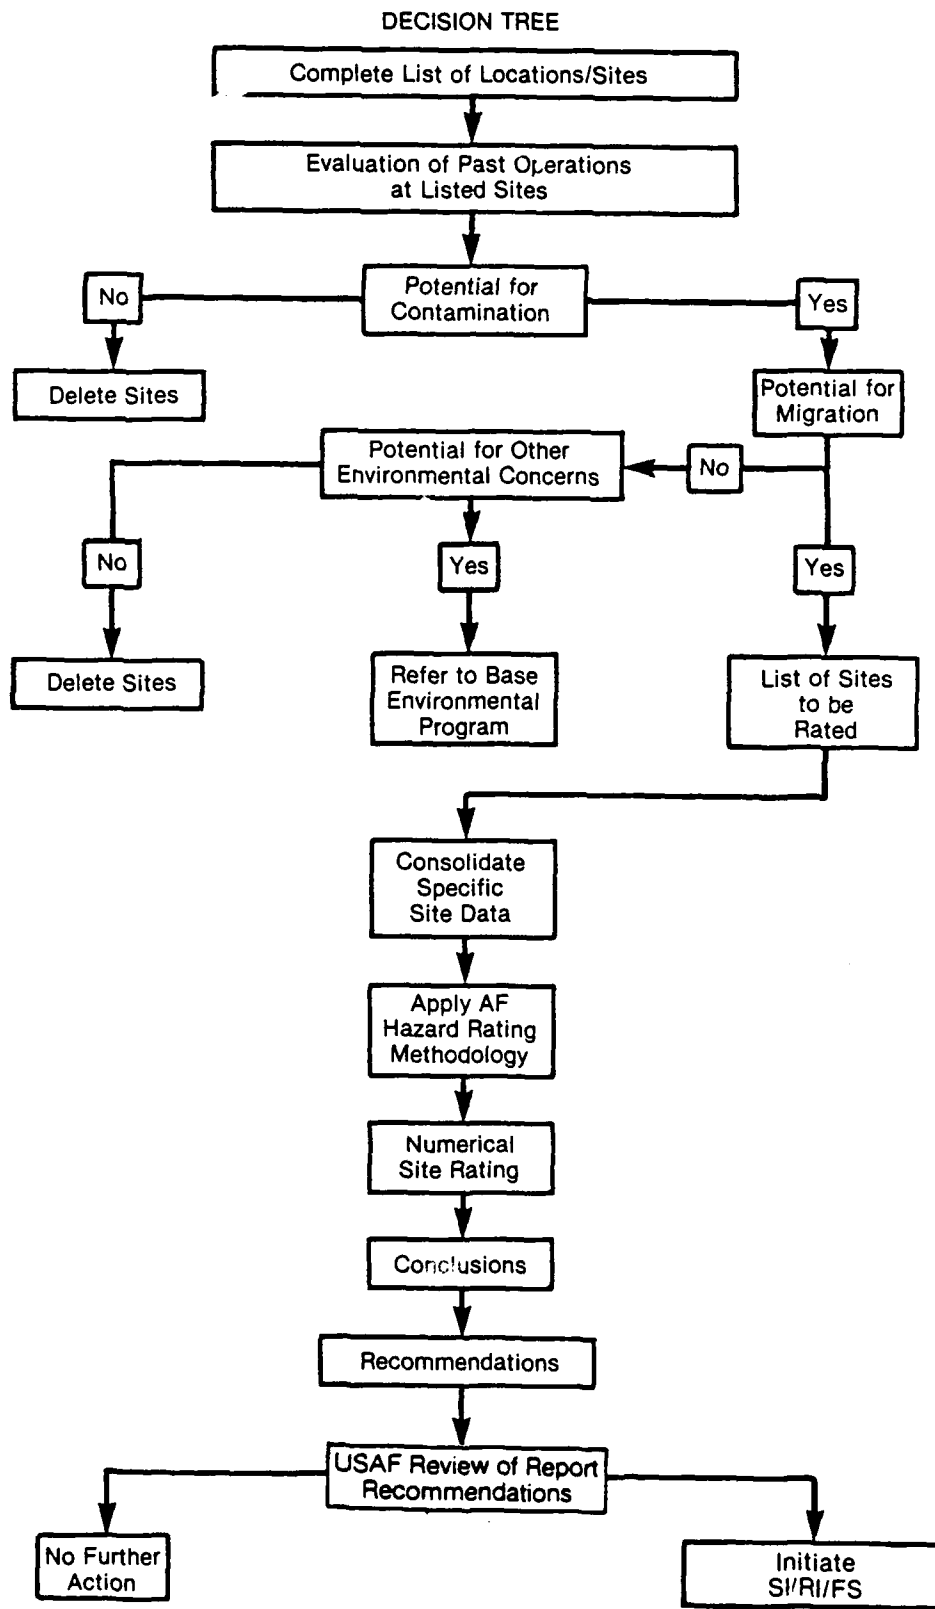 DECISION TREE
Complete List of Locations/Sites
Evaluation of Past Operations
at Listed Sites
No
Potential for
Contamination
Yes
Delete Sites
Potential for
Migration
Potential for Other
Environmental Concerns
No
No
Yes
Yes
Delete Sites
Refer to Base
Environmental
Program
List of Sites
to be
Rated
Consolidate
Specific
Site Data
Apply AF
Hazard Rating
Methodology
Numerical
Site Rating
Conclusions
Recommendations
USAF Review of Report
Recommendations
No Further
Action
Initiate
SI/RI/FS